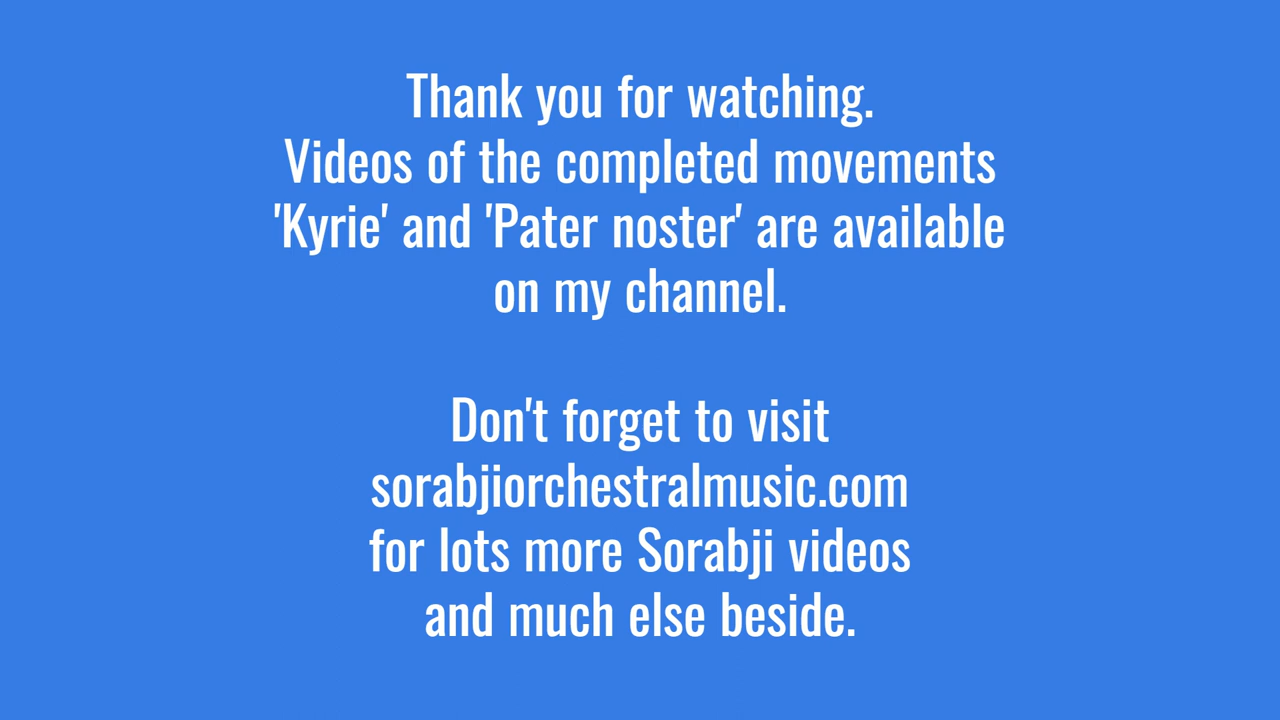 Thank you for watching.
Videos of the completed movements
'Kyrie' and 'Pater noster' are available
on my channel.
Don't forget to visit
sorabjiorchestralmusic.com
for lots more Sorabji videos
and much else beside.